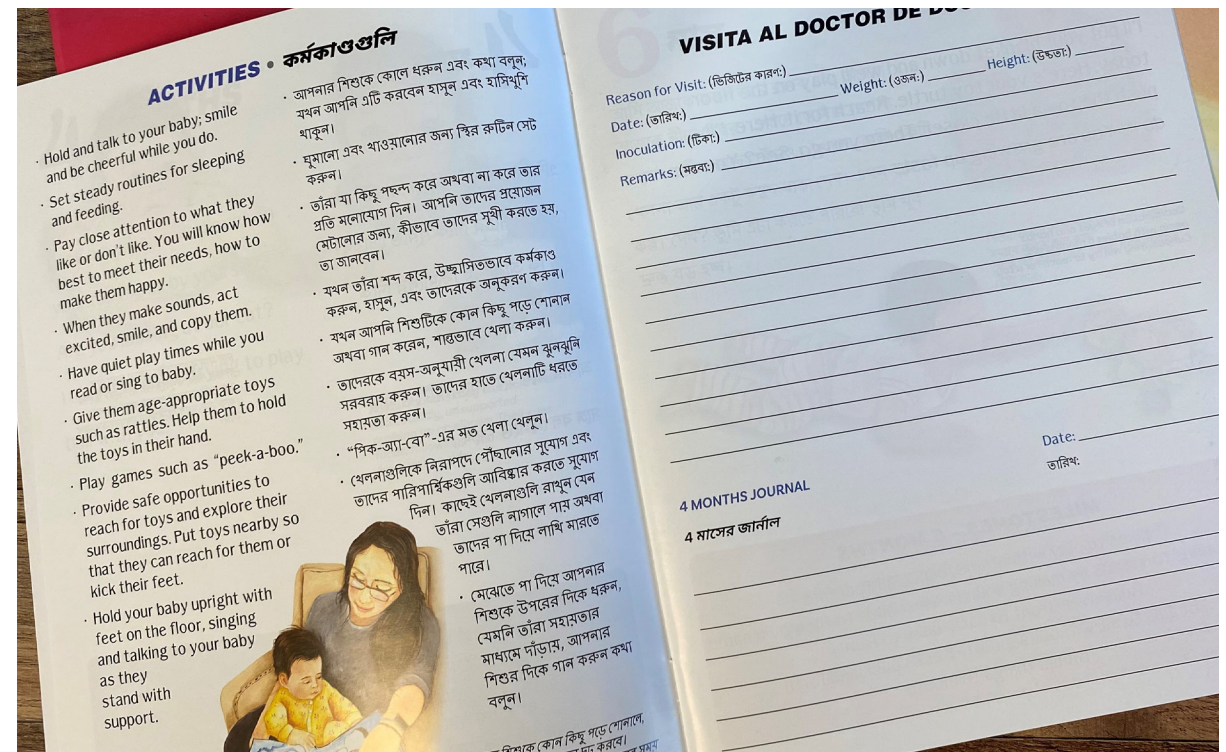 ACTIVITIES • কর্মকাণ্ডগুলি
· Hold and talk to your baby; smile
and be cheerful while you do.
· Set steady routines for sleeping
and feeding.
· Pay close attention to what they
like or don't like. You will know how
best to meet their needs, how to
make them happy.
· When they make sounds, act
excited, smile, and copy them.
· Have quiet play times while you
read or sing to baby.
· Give them age-appropriate toys
such as rattles. Help them to hold
the toys in their hand.
· Play games such as “peek-a-boo.”
· Provide safe opportunities to
reach for toys and explore their
surroundings. Put toys nearby so
that they can reach for them or
kick their feet.
· Hold your baby upright with
feet on the floor, singing
and talking to your baby
as they
stand with
support.
· আপনার শিশুকে কোলে ধরুন এবং কথা বলুন;
যখন আপনি এটি করবেন হাসুন এবং হাসিখুশি
থাকুন।
· ঘুমানো এবং খাওয়ানোর জন্য স্থির রুটিন সেট
করুন।
· তাঁরা যা কিছু পছন্দ করে অথবা না করে তার
প্রতি মনোযোগ দিন। আপনি তাদের প্রয়োজন
মেটানোর জন্য, কীভাবে তাদের সুখী করতে হয়,
তা জানবেন।
· যখন তাঁরা শব্দ করে, উচ্ছ্বাসিতভাবে কর্মকাণ্ড
করুন, হাসুন, এবং তাদেরকে অনুকরন করুন।
· যখন আপনি শিশুটিকে কোন কিছু পড়ে শোনান
অথবা গান করেন, শান্তভাবে খেলা করুন।
· তাদেরকে বয়স-অনুযায়ী খেলনা যেমন ঝুনঝুনি
সরবরাহ করুন। তাদের হাতে খেলনাটি ধরতে
সহায়তা করুন।
· “পিক-অ্যা-বো”-এর মত খেলা খেলুন।
· খেলনাগুলিকে নিরাপদে পৌঁছানোর সুযোগ এবং
তাদের পারিপার্শ্বিকগুলি আবিষ্কার করতে সুযোগ
দিন। কাছেই খেলনাগুলি রাখুন যেন
তাঁরা সেগুলি নাগালে পায় অথবা
তাদের পা দিয়ে লাথি মারতে
পারে।
· মেঝেতে পা দিয়ে আপনার
শিশুকে উপরের দিকে ধরুন,
যেমনি তাঁরা সহায়তার
মাধ্যমে দাঁড়ায়, আপনার
শিশুর দিকে গান করুন কথা
বলুন।
শিশুকে কোন কিছু পড়ে শোনালে,
করবে।
VISITA AL DOCTOR DE
Reason for Visit: (ভিজিটের কারণ:)
Date: (তারিখ:) Weight: (ওজন:) Height: (উচ্চতা:)
Inoculation: (টিকা:)
Remarks: (মন্তব্য:)
Date:
তারিখ:
4 MONTHS JOURNAL
4 মাসের জার্নাল